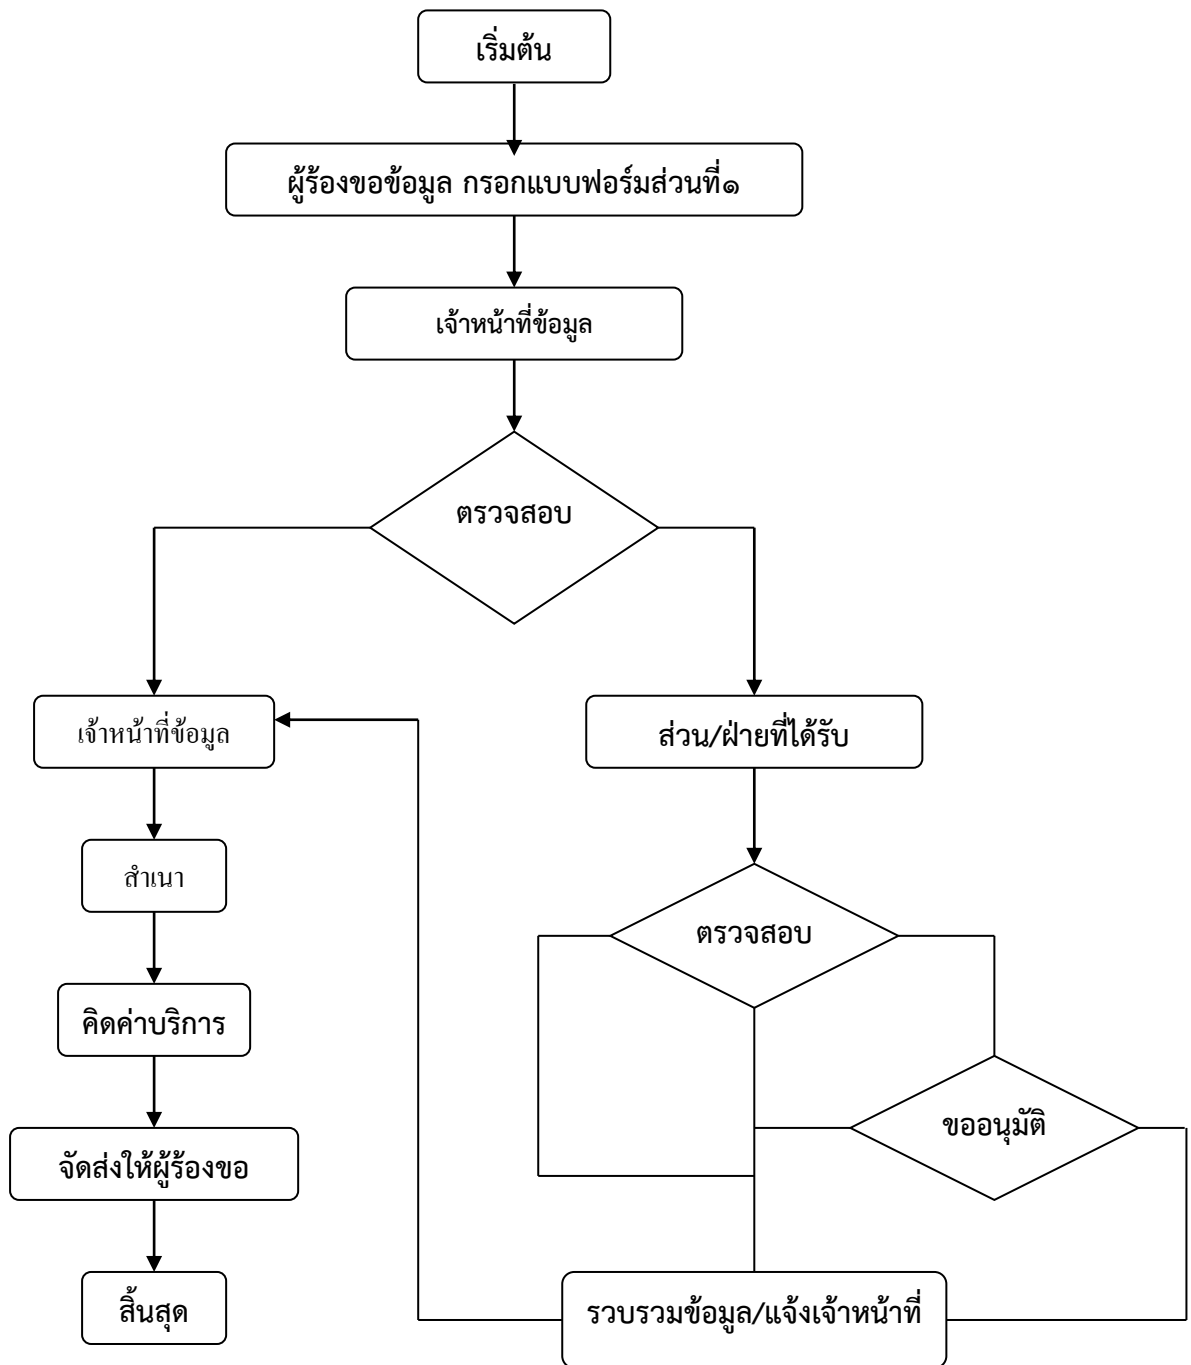 เริ่มต้น
ผู้ร้องขอข้อมูล กรอกแบบฟอร์มส่วนที่๑
เจ้าหน้าที่ข้อมูล
ตรวจสอบ
เจ้าหน้าที่ข้อมูล
ส่วน/ฝ่ายที่ได้รับ
สำเนา
ตรวจสอบ
คิดค่าบริการ
ขออนุมัติ
จัดส่งให้ผู้ร้องขอ
สิ้นสุด
รวบรวมข้อมูล/แจ้งเจ้าหน้าที่